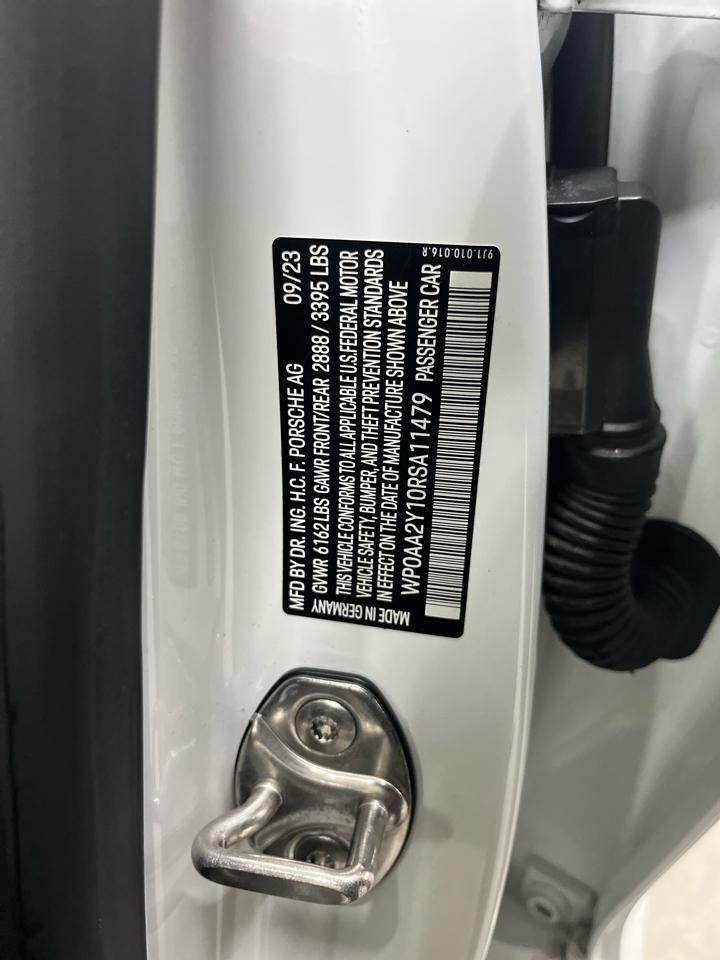 MFD BY DR. ING. H.C. F. PORSCHE AG 09/23
GVWR 6162 LBS GAWR FRONT/REAR 2888 / 3395 LBS
THIS VEHICLE CONFORMS TO ALL APPLICABLE U.S. FEDERAL MOTOR
VEHICLE SAFETY, BUMPER, AND THEFT PREVENTION STANDARDS
IN EFFECT ON THE DATE OF MANUFACTURE SHOWN ABOVE
MADE IN GERMANY WP0AA2Y10RSA11479 PASSENGER CAR
9J1.010.016.R